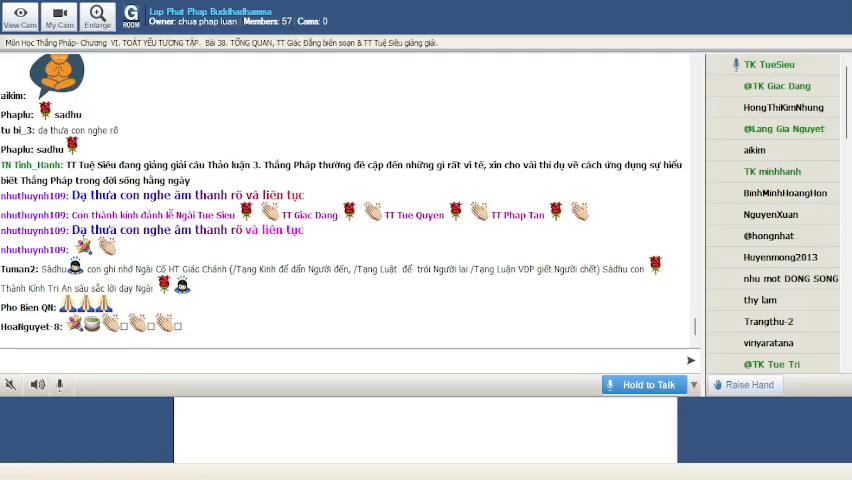 View Cam
My Cam
Enlarge
G ROOM
Lop Phat Phap Buddhadhamma
Owner: chua phap luan | Members: 57 | Cams: 0
Môn Học Thắng Pháp- Chương VI. TOÁT YẾU TƯƠNG TẬP. Bài 38. TỔNG QUAN, TT Giác Đẳng biên soạn & TT Tuệ Siêu giảng giải.
aikim:
Phaplu: sadhu
tu bi_3: dạ thưa con nghe rõ
Phaplu: sadhu
TN Tinh_Hanh: TT Tuệ Siêu đang giảng giải câu Thảo luận 3. Thắng Pháp thường đề cập đến những gì rất vi tế, xin cho vài thí dụ về cách ứng dụng sự hiểu
biết Thắng Pháp trong đời sống hằng ngày
nhuthuynh109: Dạ thưa con nghe âm thanh rõ và liên tục
nhuthuynh109: Con thành kính đảnh lễ Ngài Tue Sieu TT Giac Dang TT Tue Quyen TT Phap Tan
nhuthuynh109: Dạ thưa con nghe âm thanh rõ và liên tục
nhuthuynh109:
Tuman2: Sàdhu con ghi nhớ Ngài Cố HT Giác Chánh (/Tạng Kinh để dẩn Người đến, /Tạng Luật để trói Người lai /Tạng Luận VDP giết Người chết) Sàdhu con
Thành Kính Tri An sâu sắc lời dạy Ngài
Pho Bien QN:
HoaNguyet-8:
Hold to Talk
TK TueSieu
@TK Giac Dang
HongThiKimNhung
@Lang Gia Nguyet
aikim
TK minhhanh
BinhMinhHoangHon
NguyenXuan
@hongnhat
Huyenmong2013
nhu mot DONG SONG
thy lam
Trangthu-2
viriyaratana
@TK Tue Tri
Raise Hand